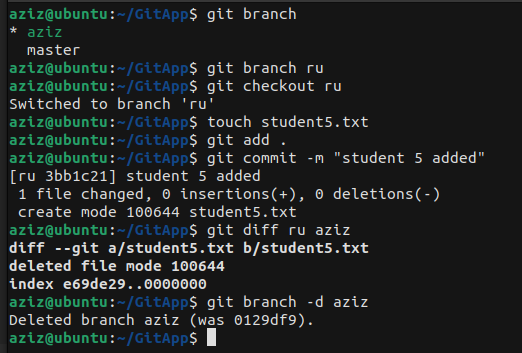 aziz@ubuntu:~/GitApp$ git branch
* aziz
  master
aziz@ubuntu:~/GitApp$ git branch ru
aziz@ubuntu:~/GitApp$ git checkout ru
Switched to branch 'ru'
aziz@ubuntu:~/GitApp$ touch student5.txt
aziz@ubuntu:~/GitApp$ git add .
aziz@ubuntu:~/GitApp$ git commit -m "student 5 added"
[ru 3bb1c21] student 5 added
 1 file changed, 0 insertions(+), 0 deletions(-)
 create mode 100644 student5.txt
aziz@ubuntu:~/GitApp$ git diff ru aziz
diff --git a/student5.txt b/student5.txt
deleted file mode 100644
index e69de29..0000000
aziz@ubuntu:~/GitApp$ git branch -d aziz
Deleted branch aziz (was 0129df9).
aziz@ubuntu:~/GitApp$